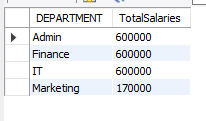 DEPARTMENT TotalSalaries
Admin 600000
Finance 600000
IT 600000
Marketing 170000